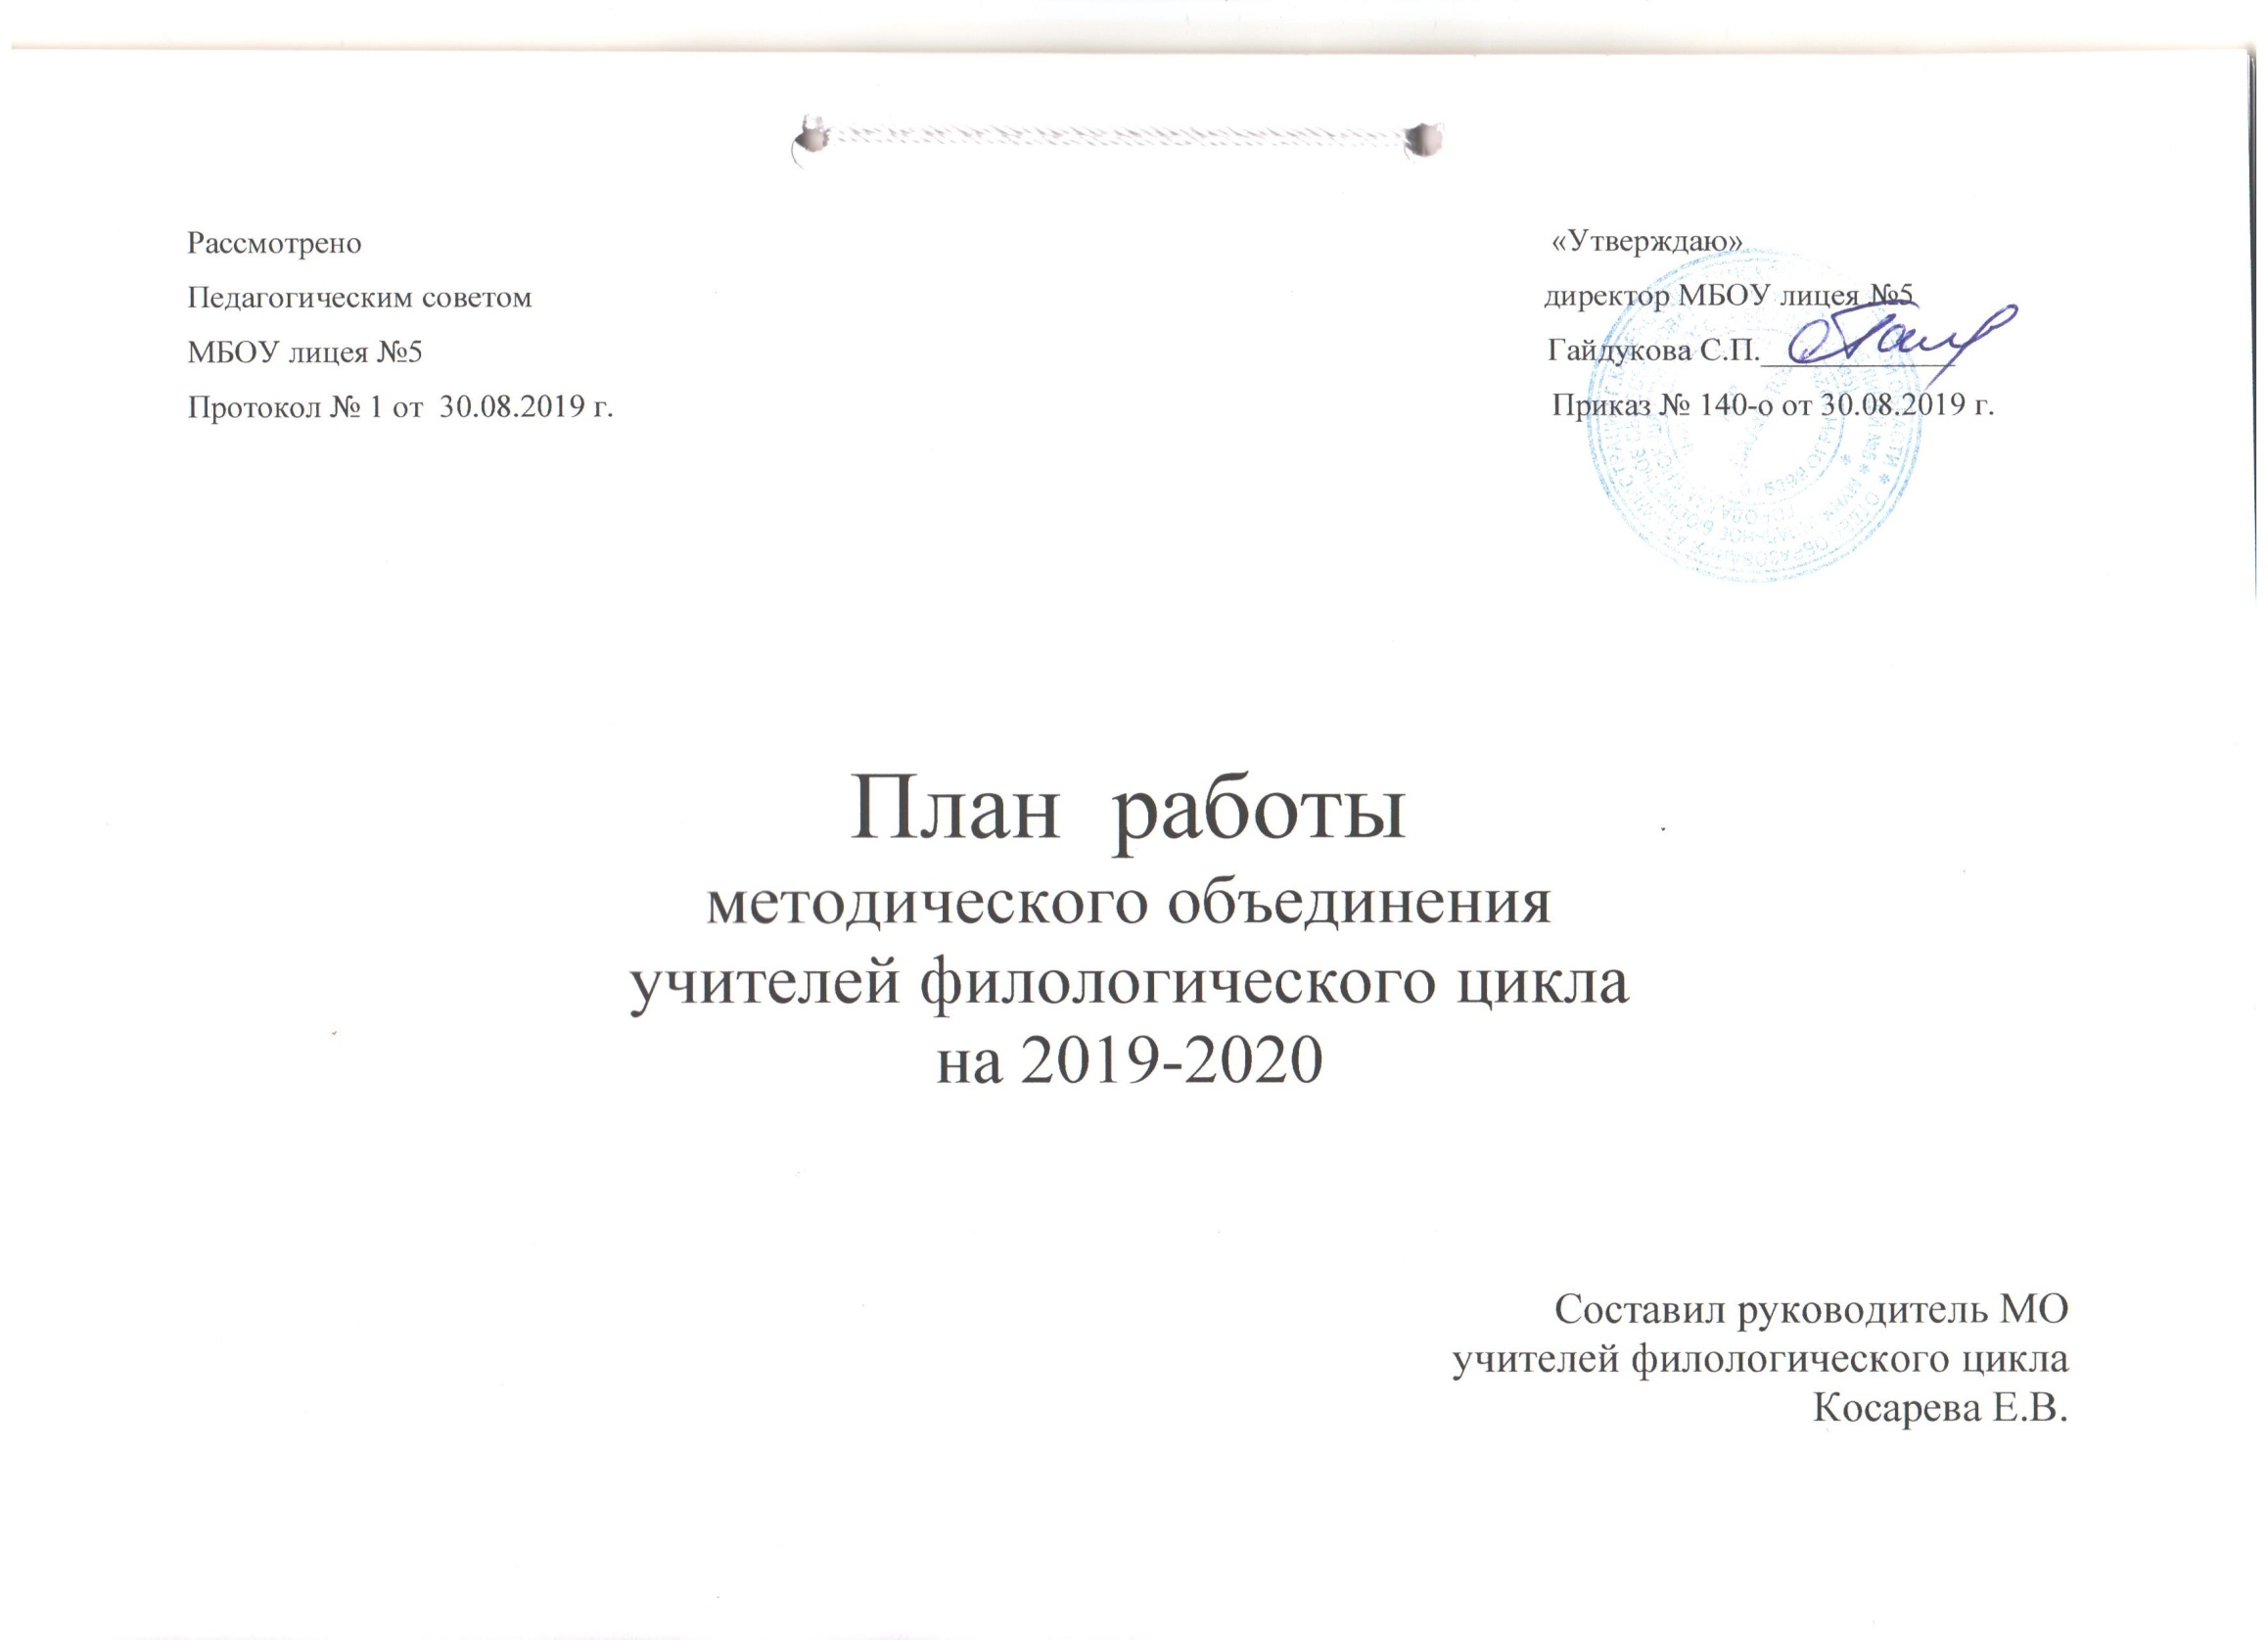 Рассмотрено
Педагогическим советом
МБОУ лицея №5
Протокол № 1 от 30.08.2019 г.
«Утверждаю»
директор МБОУ лицея №5
Гайдукова С.П.
Приказ № 140-о от 30.08.2019 г.
План работы
методического объединения
учителей филологического цикла
на 2019-2020
Составил руководитель МО
учителей филологического цикла
Косарева Е.В.